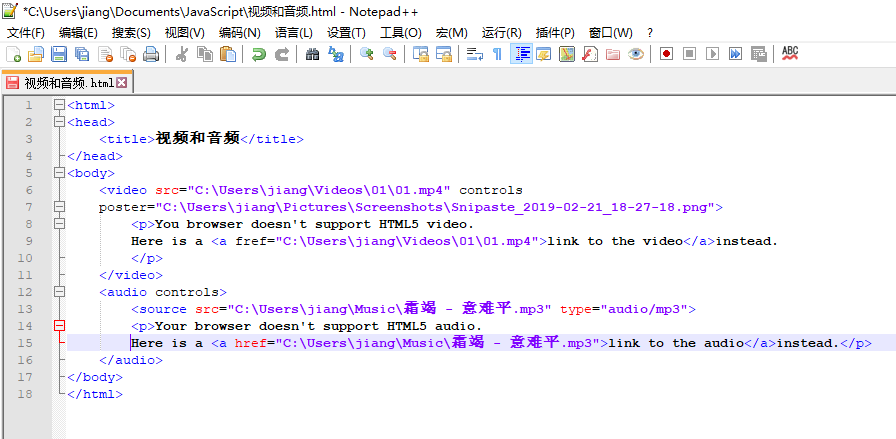 *C:\Users\jiang\Documents\JavaScript\视频和音频.html - Notepad++
文件(F) 编辑(E) 搜索(S) 视图(V) 编码(N) 语言(L) 设置(T) 工具(O) 宏(M) 运行(R) 插件(P) 窗口(W) ?
ABC
视频和音频.html
1 <html>
2 <head>
3 <title>视频和音频</title>
4 </head>
5 <body>
6 <video src="C:\Users\jiang\Videos\01\01.mp4" controls
7 poster="C:\Users\jiang\Pictures\Screenshots\Snipaste_2019-02-21_18-27-18.png">
8 <p>You browser doesn't support HTML5 video.
9 Here is a <a fref="C:\Users\jiang\Videos\01\01.mp4">link to the video</a>instead.
10 </p>
11 </video>
12 <audio controls>
13 <source src="C:\Users\jiang\Music\霜竭 - 意难平.mp3" type="audio/mp3">
14 <p>Your browser doesn't support HTML5 audio.
15 Here is a <a href="C:\Users\jiang\Music\霜竭 - 意难平.mp3">link to the audio</a>instead.</p>
16 </audio>
17 </body>
18 </html>